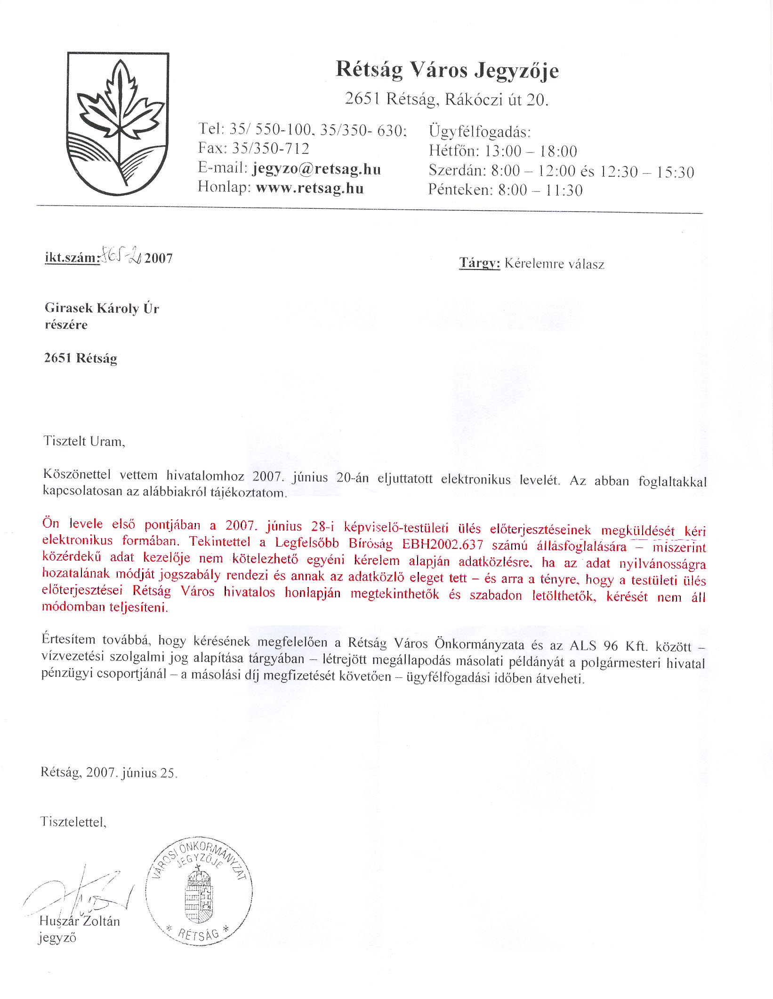 Rétság Város Jegyzője
2651 Rétság, Rákóczi út 20.
Tel: 35/ 550-100, 35/350- 630;
Fax: 35/350-712
E-mail: jegyzo@retsag.hu
Honlap: www.retsag.hu
Ügyfélfogadás:
Hétfőn: 13:00 – 18:00
Szerdán: 8:00 – 12:00 és 12:30 – 15:30
Pénteken: 8:00 – 11:30
ikt.szám: 2007
Tárgy: Kérelemre válasz
Girasek Károly Úr
részére
2651 Rétság
Tisztelt Uram,
Köszönettel vettem hivatalomhoz 2007. június 20-án eljuttatott elektronikus levelét. Az abban foglaltakkal
kapcsolatosan az alábbiakról tájékoztatom.
Ön levele első pontjában a 2007. június 28-i képviselő-testületi ülés előterjesztéseinek megküldését kéri
elektronikus formában. Tekintettel a Legfelsőbb Bíróság EBH2002.637 számú állásfoglalására – miszerint
közérdekű adat kezelője nem kötelezhető egyéni kérelem alapján adatközlésre, ha az adat nyilvánosságra
hozatalának módját jogszabály rendezi és annak az adatközlő eleget tett – és arra a tényre, hogy a testületi ülés
előterjesztései Rétság Város hivatalos honlapján megtekinthetők és szabadon letölthetők, kérését nem áll
módomban teljesíteni.
Értesítem továbbá, hogy kérésének megfelelően a Rétság Város Önkormányzata és az ALS 96 Kft. között –
vízvezetési szolgalmi jog alapítása tárgyában – létrejött megállapodás másolati példányát a polgármesteri hivatal
pénzügyi csoportjánál – a másolási díj megfizetését követően – ügyfélfogadási időben átveheti.
Rétság, 2007. június 25.
Tisztelettel,
VÁROSI ÖNKORMÁNYZAT
JEGYZŐJE
* RÉTSÁG *
Huszár Zoltán
jegyző